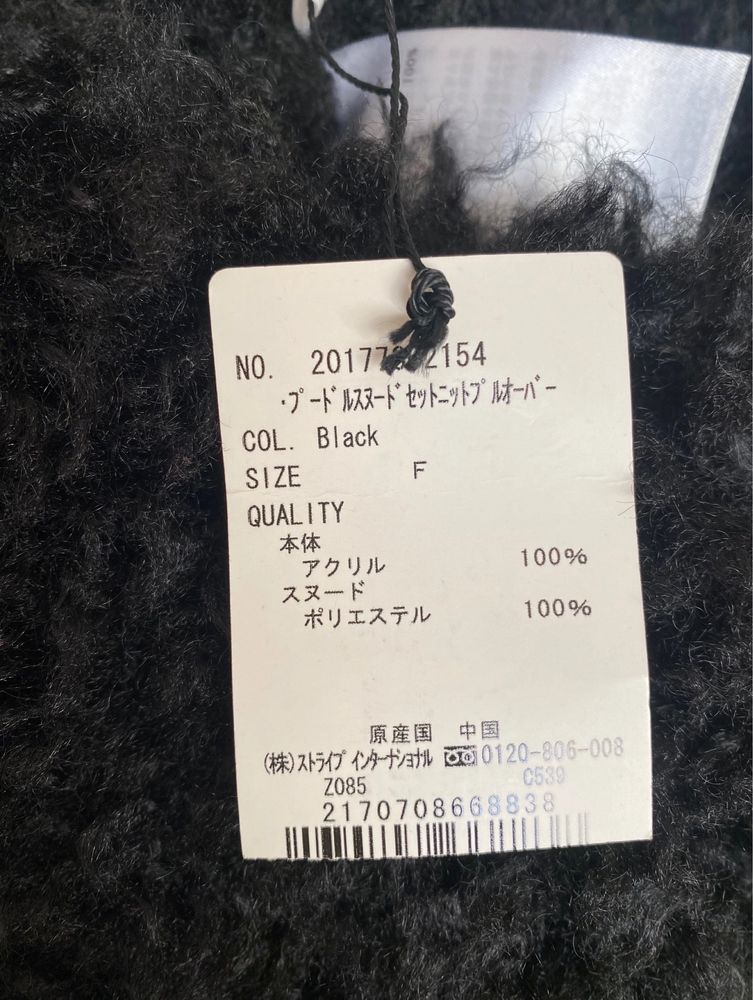 100%
NO. 2154
・プードルスヌードセットニットプルオーバー
COL. Black
SIZE F
QUALITY
本体
アクリル 100%
スヌード
ポリエステル 100%
原産国 中国
(株)ストライプインターナショナル 0120-806-008
Z085 C539
2170708668838